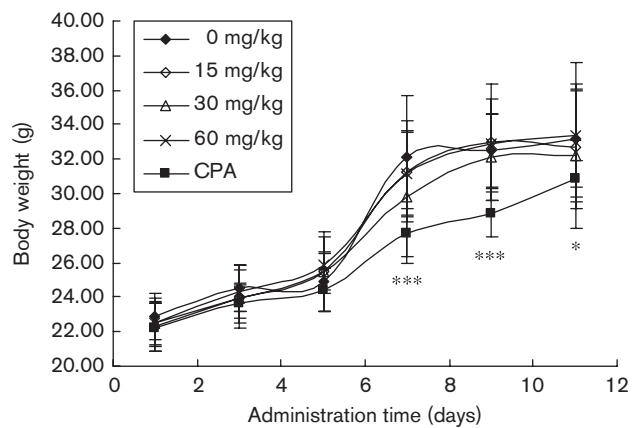 40.00
38.00
36.00
34.00
32.00
30.00
28.00
26.00
24.00
22.00
20.00
Body weight (g)
0 mg/kg
15 mg/kg
30 mg/kg
60 mg/kg
CPA
***
***
*
0 2 4 6 8 10 12
Administration time (days)